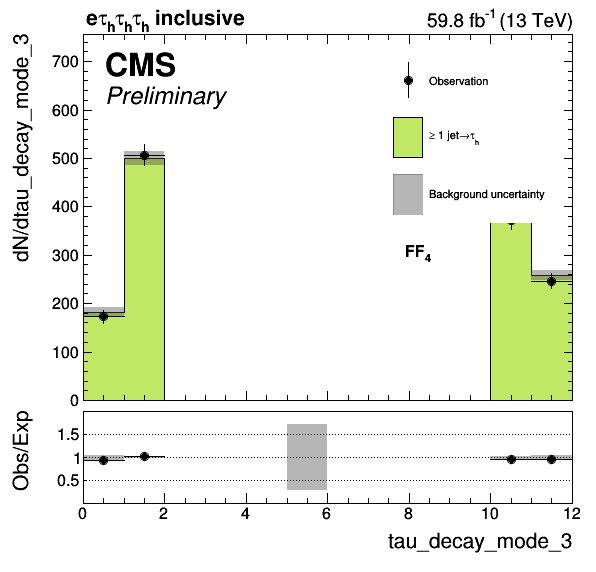 eτhτhτh inclusive
59.8 fb-1 (13 TeV)
CMS
Preliminary
Observation
≥ 1 jet→τh
Background uncertainty
FF4
dN/dtau_decay_mode_3
700
600
500
400
300
200
100
0
Obs/Exp
1.5
1
0.5
0 2 4 6 8 10 12
tau_decay_mode_3